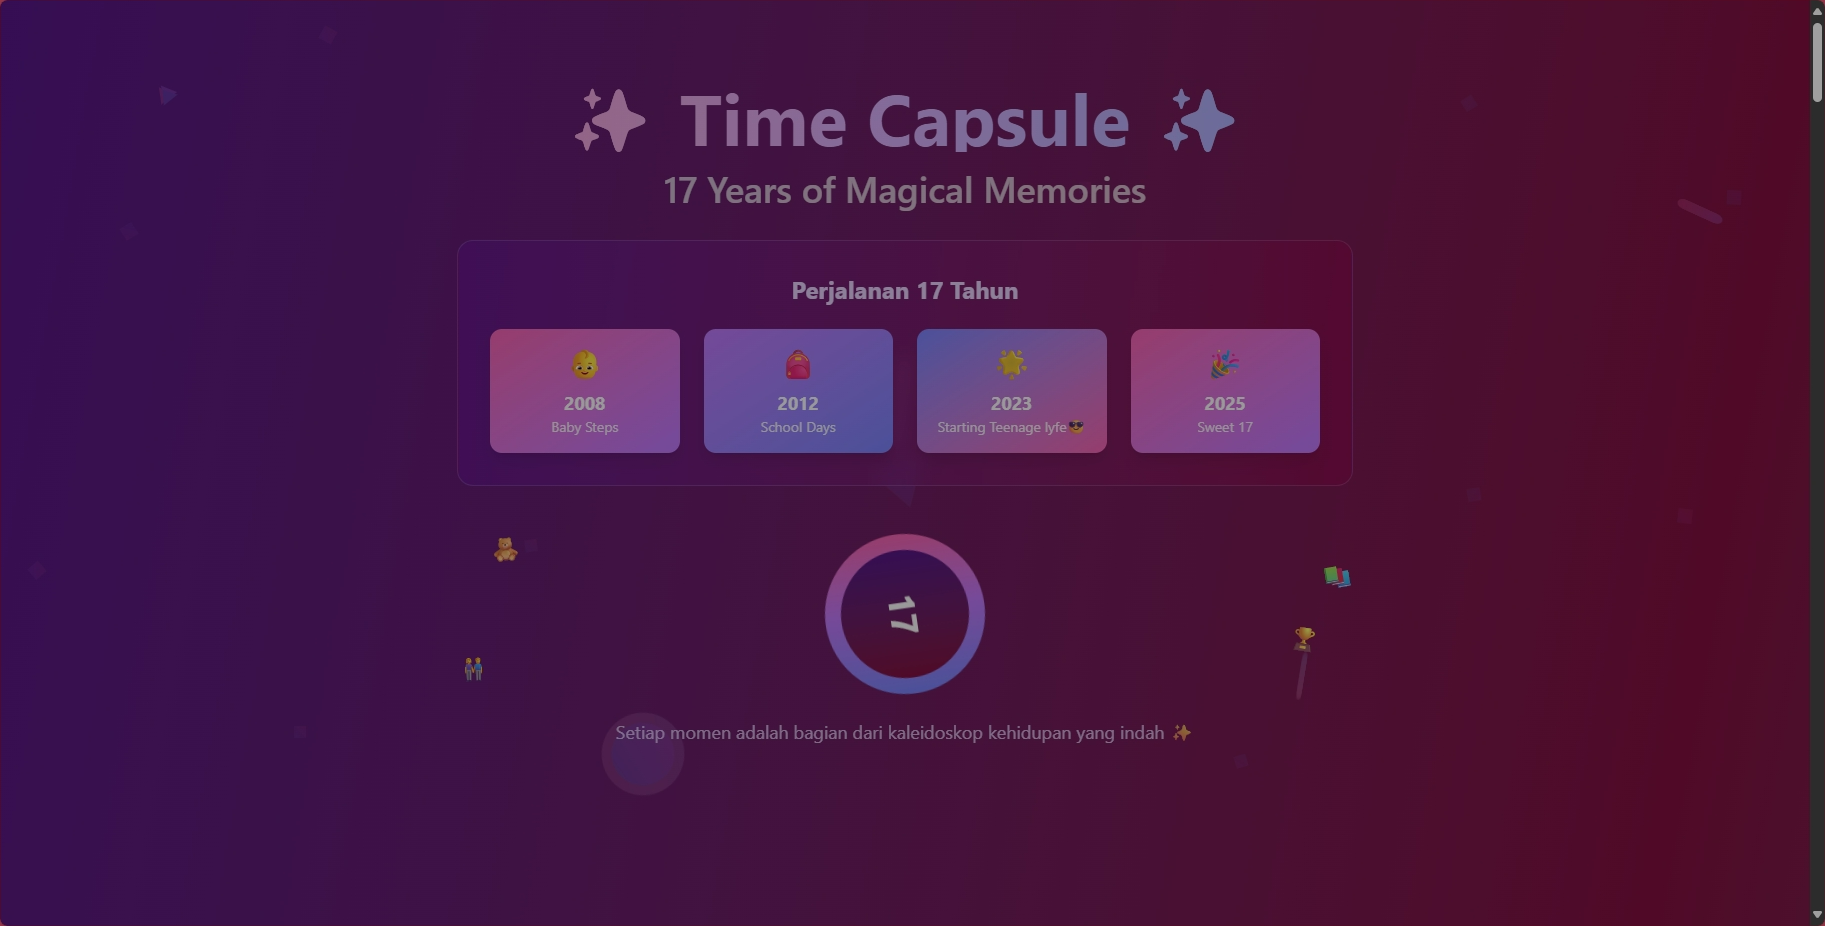 ✨ Time Capsule ✨
17 Years of Magical Memories
Perjalanan 17 Tahun
2008
Baby Steps
2012
School Days
2023
Starting Teenage lyfe😎
2025
Sweet 17
17
Setiap momen adalah bagian dari kaleidoskop kehidupan yang indah ✨